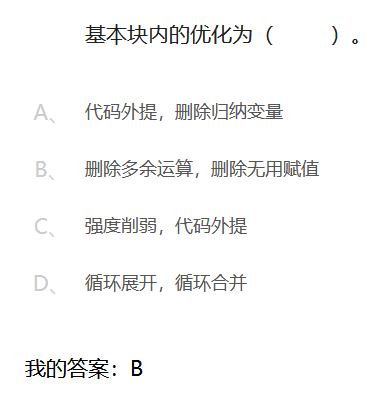 基本块内的优化为（　　）。
A、 代码外提，删除归纳变量
B、 删除多余运算，删除无用赋值
C、 强度削弱，代码外提
D、 循环展开，循环合并
我的答案：B